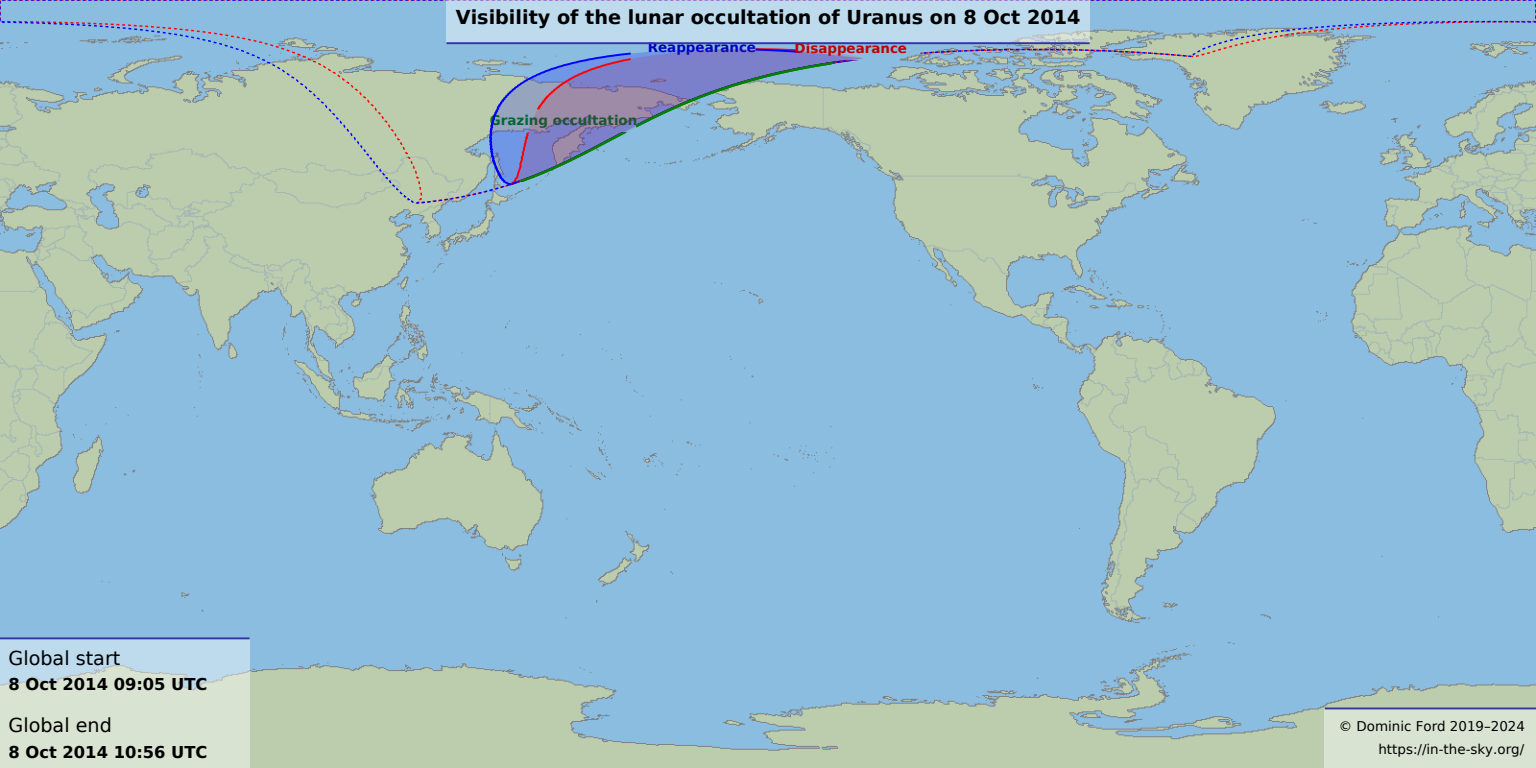 Visibility of the lunar occultation of Uranus on 8 Oct 2014
Reappearance
Disappearance
Grazing occultation
Global start
8 Oct 2014 09:05 UTC
Global end
8 Oct 2014 10:56 UTC
© Dominic Ford 2019–2024
https://in-the-sky.org/